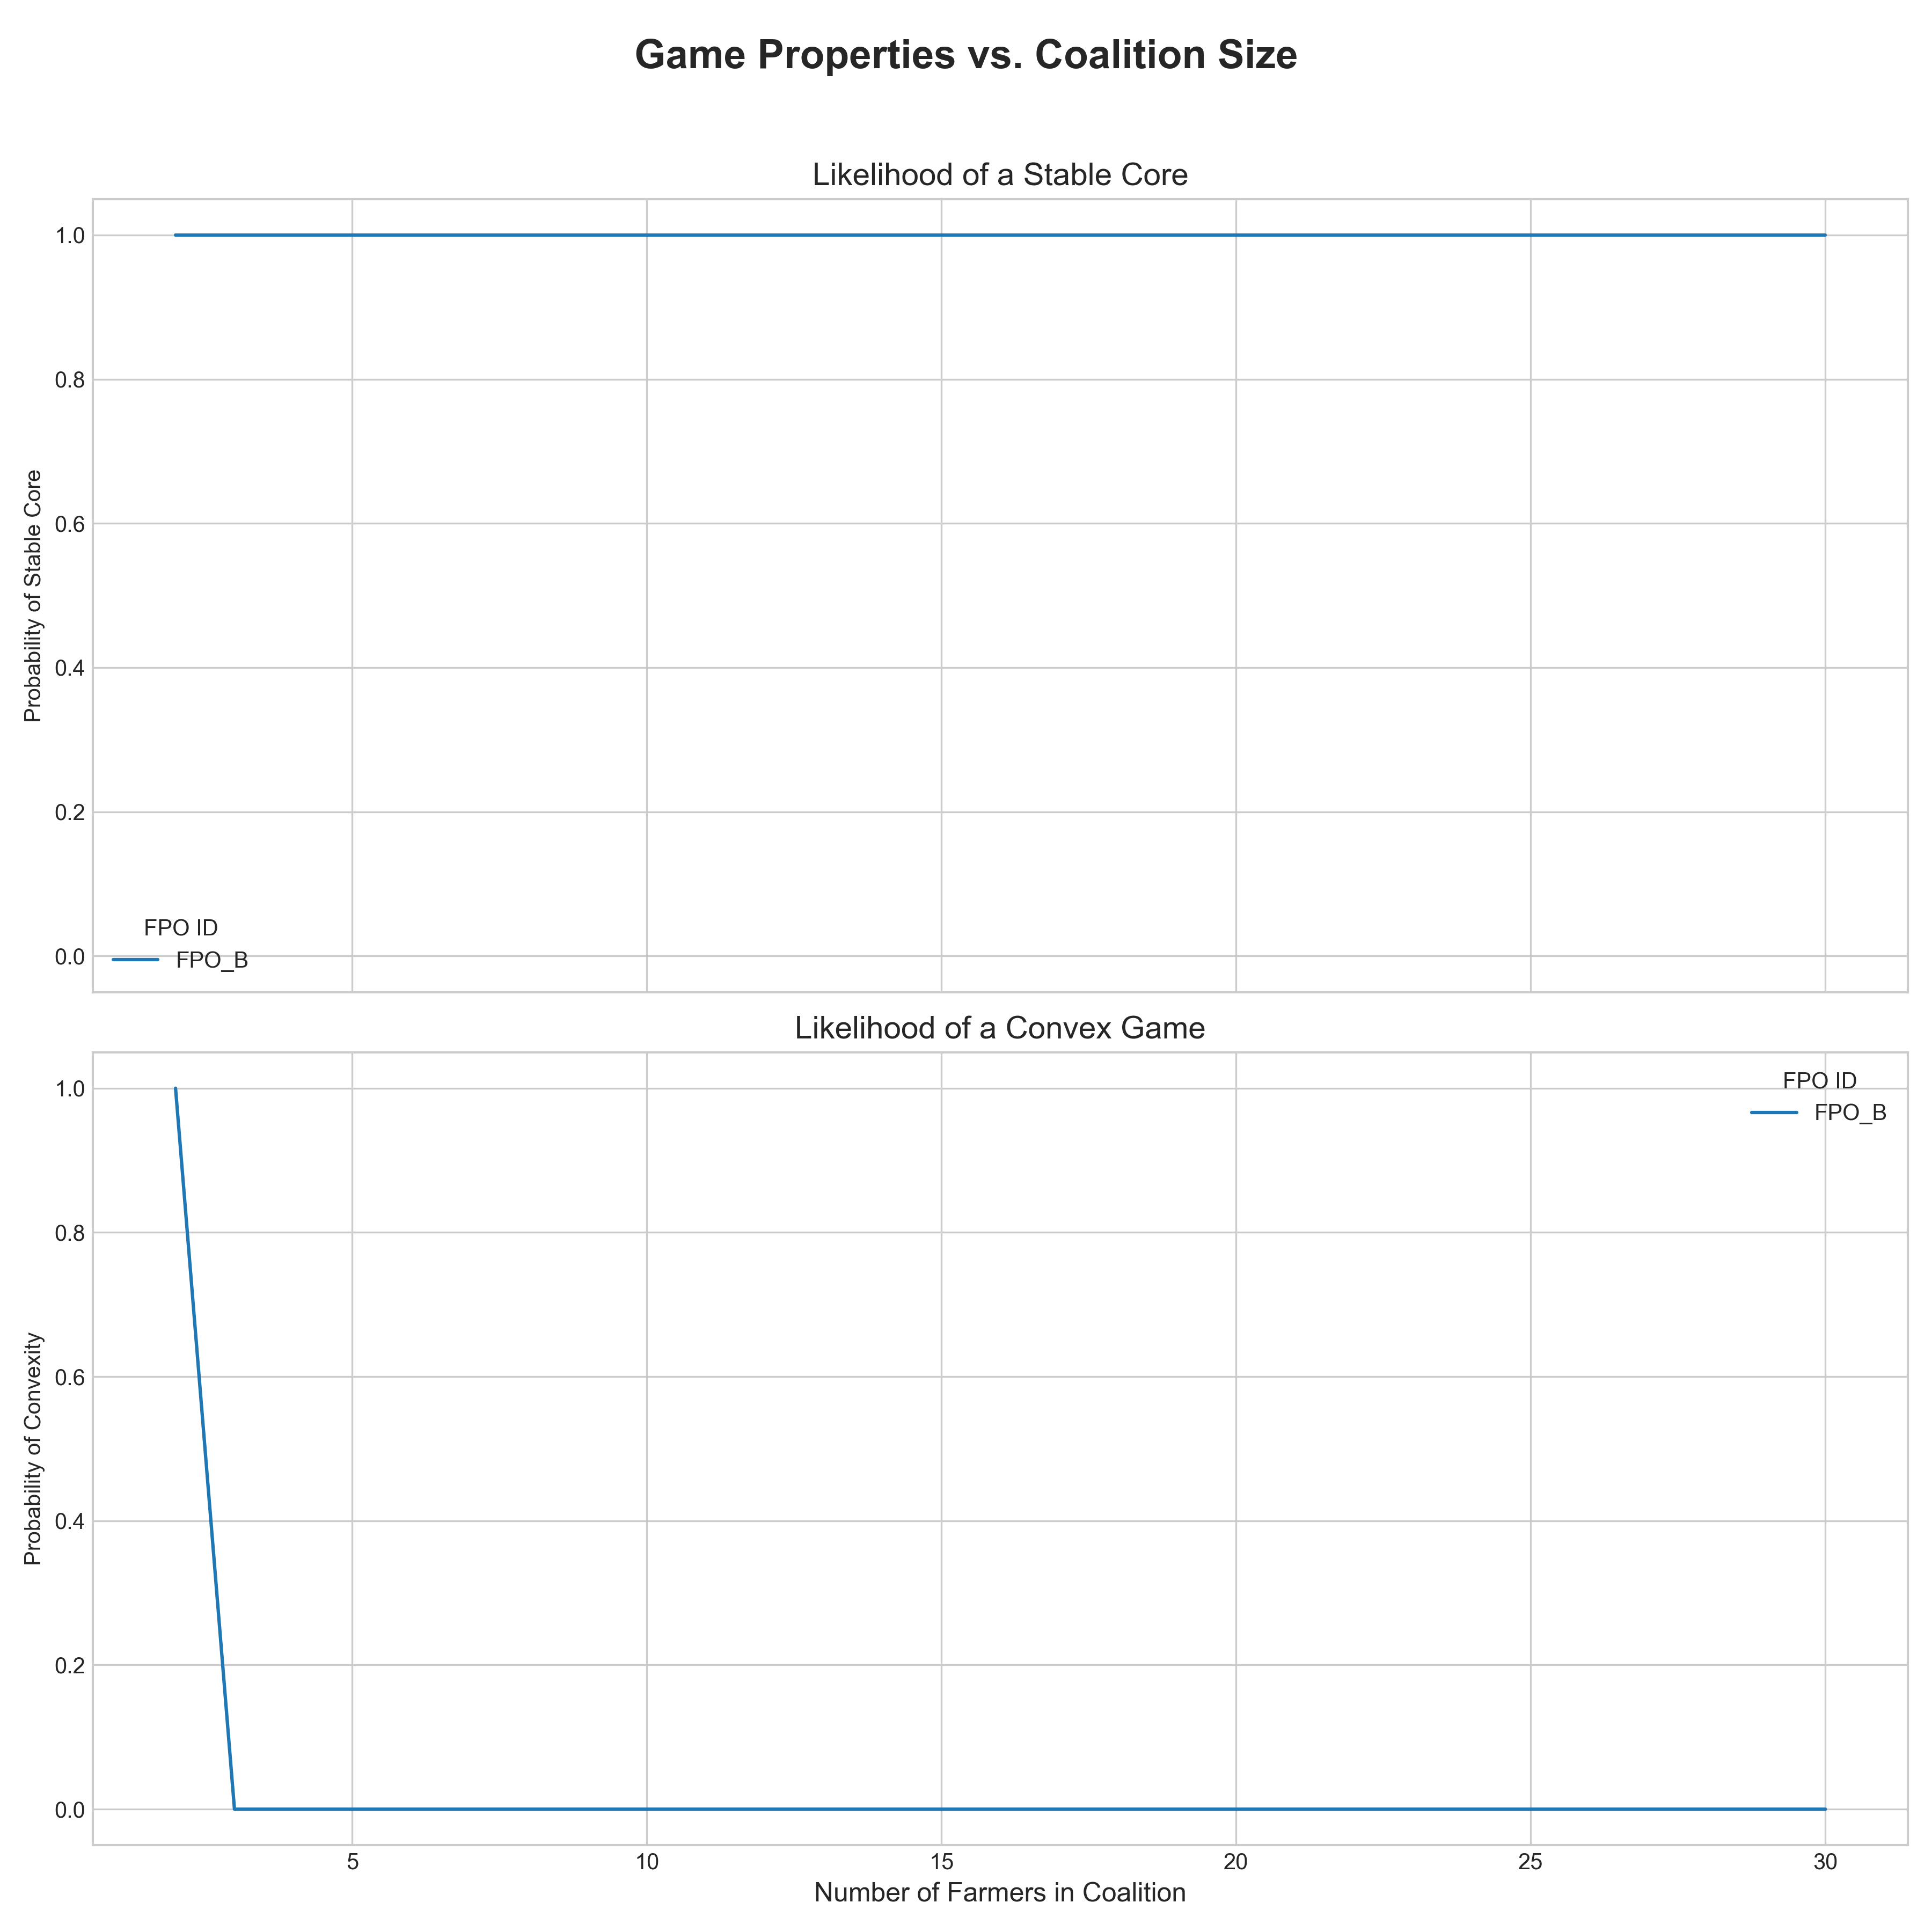 Game Properties vs. Coalition Size
Likelihood of a Stable Core
Probability of Stable Core
1.0
0.8
0.6
0.4
0.2
0.0
FPO ID
FPO_B
Likelihood of a Convex Game
Probability of Convexity
1.0
0.8
0.6
0.4
0.2
0.0
FPO ID
FPO_B
5 10 15 20 25 30
Number of Farmers in Coalition